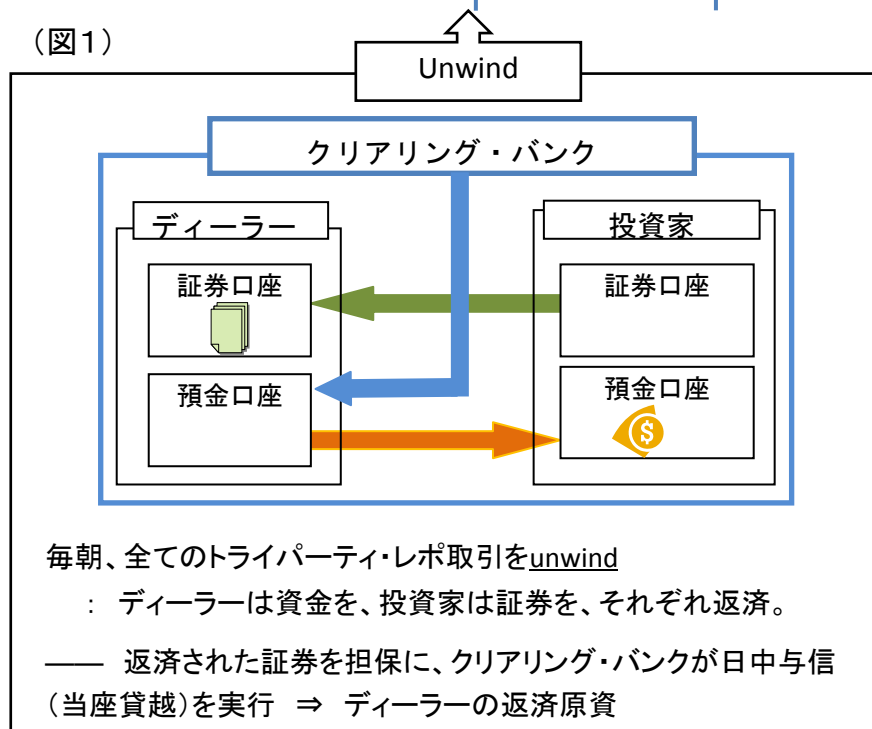 （図１）
Unwind
クリアリング・バンク
ディーラー
投資家
証券口座
証券口座
預金口座
預金口座
$
毎朝、全てのトライパーティ・レポ取引をunwind
： ディーラーは資金を、投資家は証券を、それぞれ返済。
―― 返済された証券を担保に、クリアリング・バンクが日中与信
（当座貸越）を実行 ⇒ ディーラーの返済原資